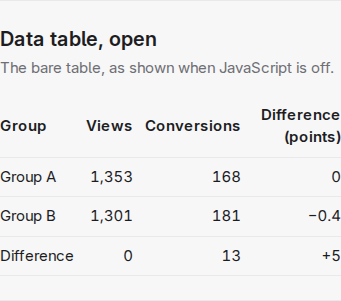 Data table, open
The bare table, as shown when JavaScript is off.
Group Views Conversions Difference (points)
Group A 1,353 168 0
Group B 1,301 181 −0.4
Difference 0 13 +5